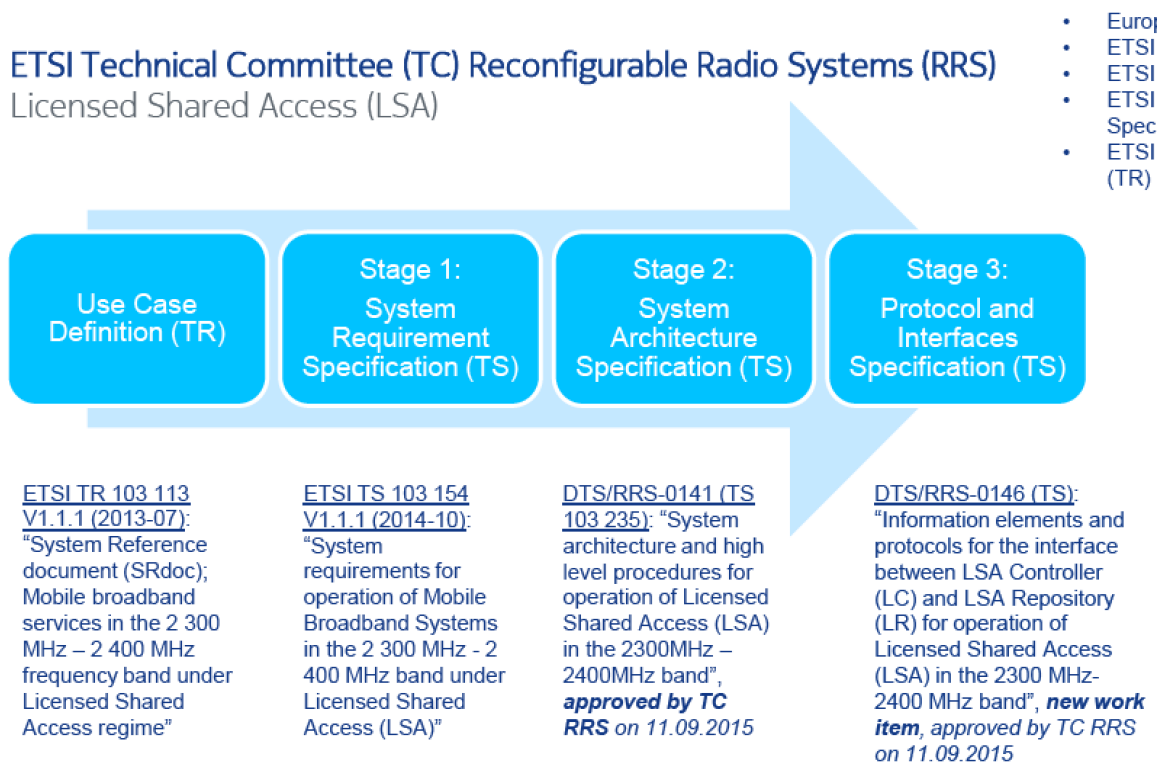 ETSI Technical Committee (TC) Reconfigurable Radio Systems (RRS)
Licensed Shared Access (LSA)
• Europ
• ETSI
• ETSI
• ETSI
Spec
• ETSI
(TR)
Use Case
Definition (TR)
Stage 1:
System
Requirement
Specification (TS)
Stage 2:
System
Architecture
Specification (TS)
Stage 3:
Protocol and
Interfaces
Specification (TS)
ETSI TR 103 113
V1.1.1 (2013-07):
“System Reference
document (SRdoc);
Mobile broadband
services in the 2 300
MHz – 2 400 MHz
frequency band under
Licensed Shared
Access regime”
ETSI TS 103 154
V1.1.1 (2014-10):
“System
requirements for
operation of Mobile
Broadband Systems
in the 2 300 MHz - 2
400 MHz band under
Licensed Shared
Access (LSA)”
DTS/RRS-0141 (TS
103 235): “System
architecture and high
level procedures for
operation of Licensed
Shared Access (LSA)
in the 2300MHz –
2400MHz band”,
approved by TC
RRS on 11.09.2015
DTS/RRS-0146 (TS):
“Information elements and
protocols for the interface
between LSA Controller
(LC) and LSA Repository
(LR) for operation of
Licensed Shared Access
(LSA) in the 2300 MHz-
2400 MHz band”, new work
item, approved by TC RRS
on 11.09.2015